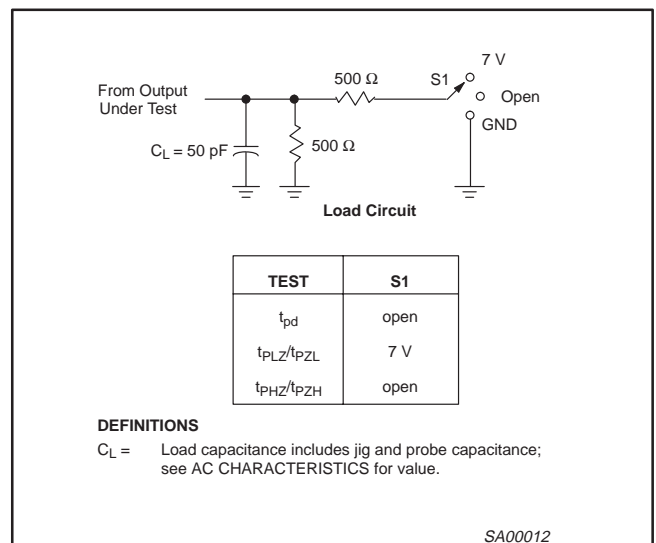 7 V
500 Ω
S1
From Output
Under Test
Open
GND
C_L = 50 pF
500 Ω
Load Circuit
TEST S1
t_pd open
t_PLZ/t_PZL 7 V
t_PHZ/t_PZH open
DEFINITIONS
C_L = Load capacitance includes jig and probe capacitance;
see AC CHARACTERISTICS for value.
SA00012